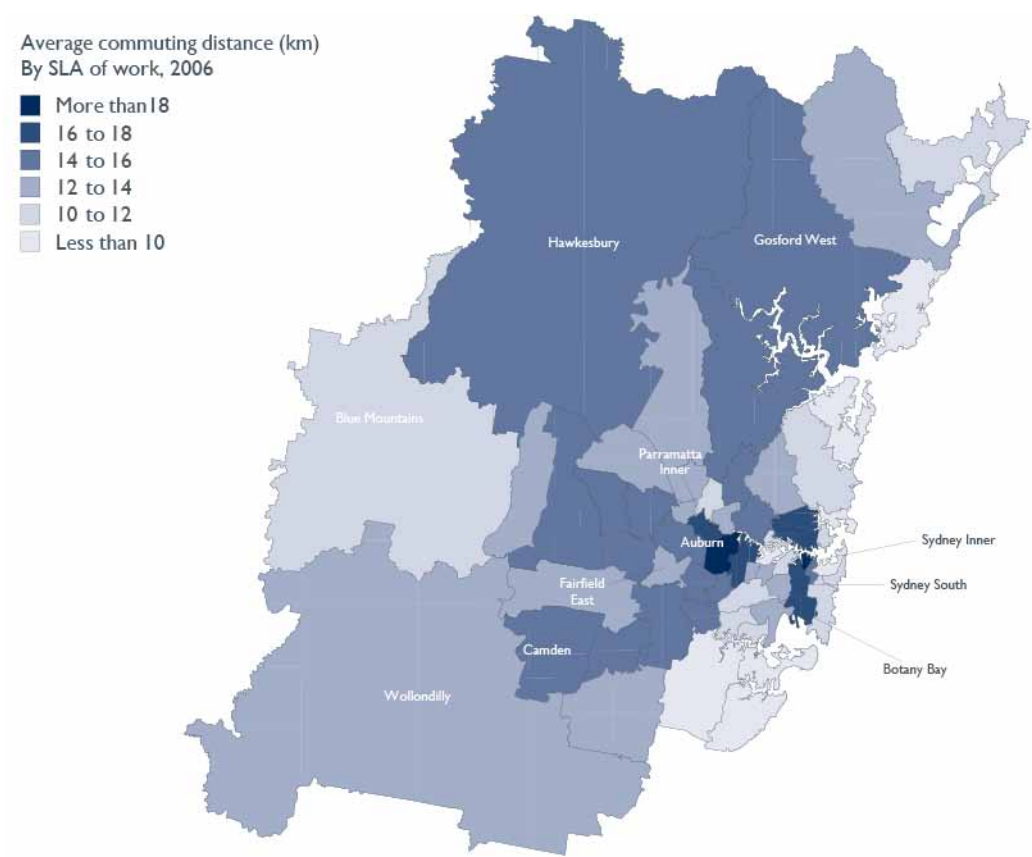 Average commuting distance (km)
By SLA of work, 2006
More than18
16 to 18
14 to 16
12 to 14
10 to 12
Less than 10
Hawkesbury
Gosford West
Blue Mountains
Parramatta
Inner
Auburn
Sydney Inner
Fairfield
East
Sydney South
Camden
Botany Bay
Wollondilly